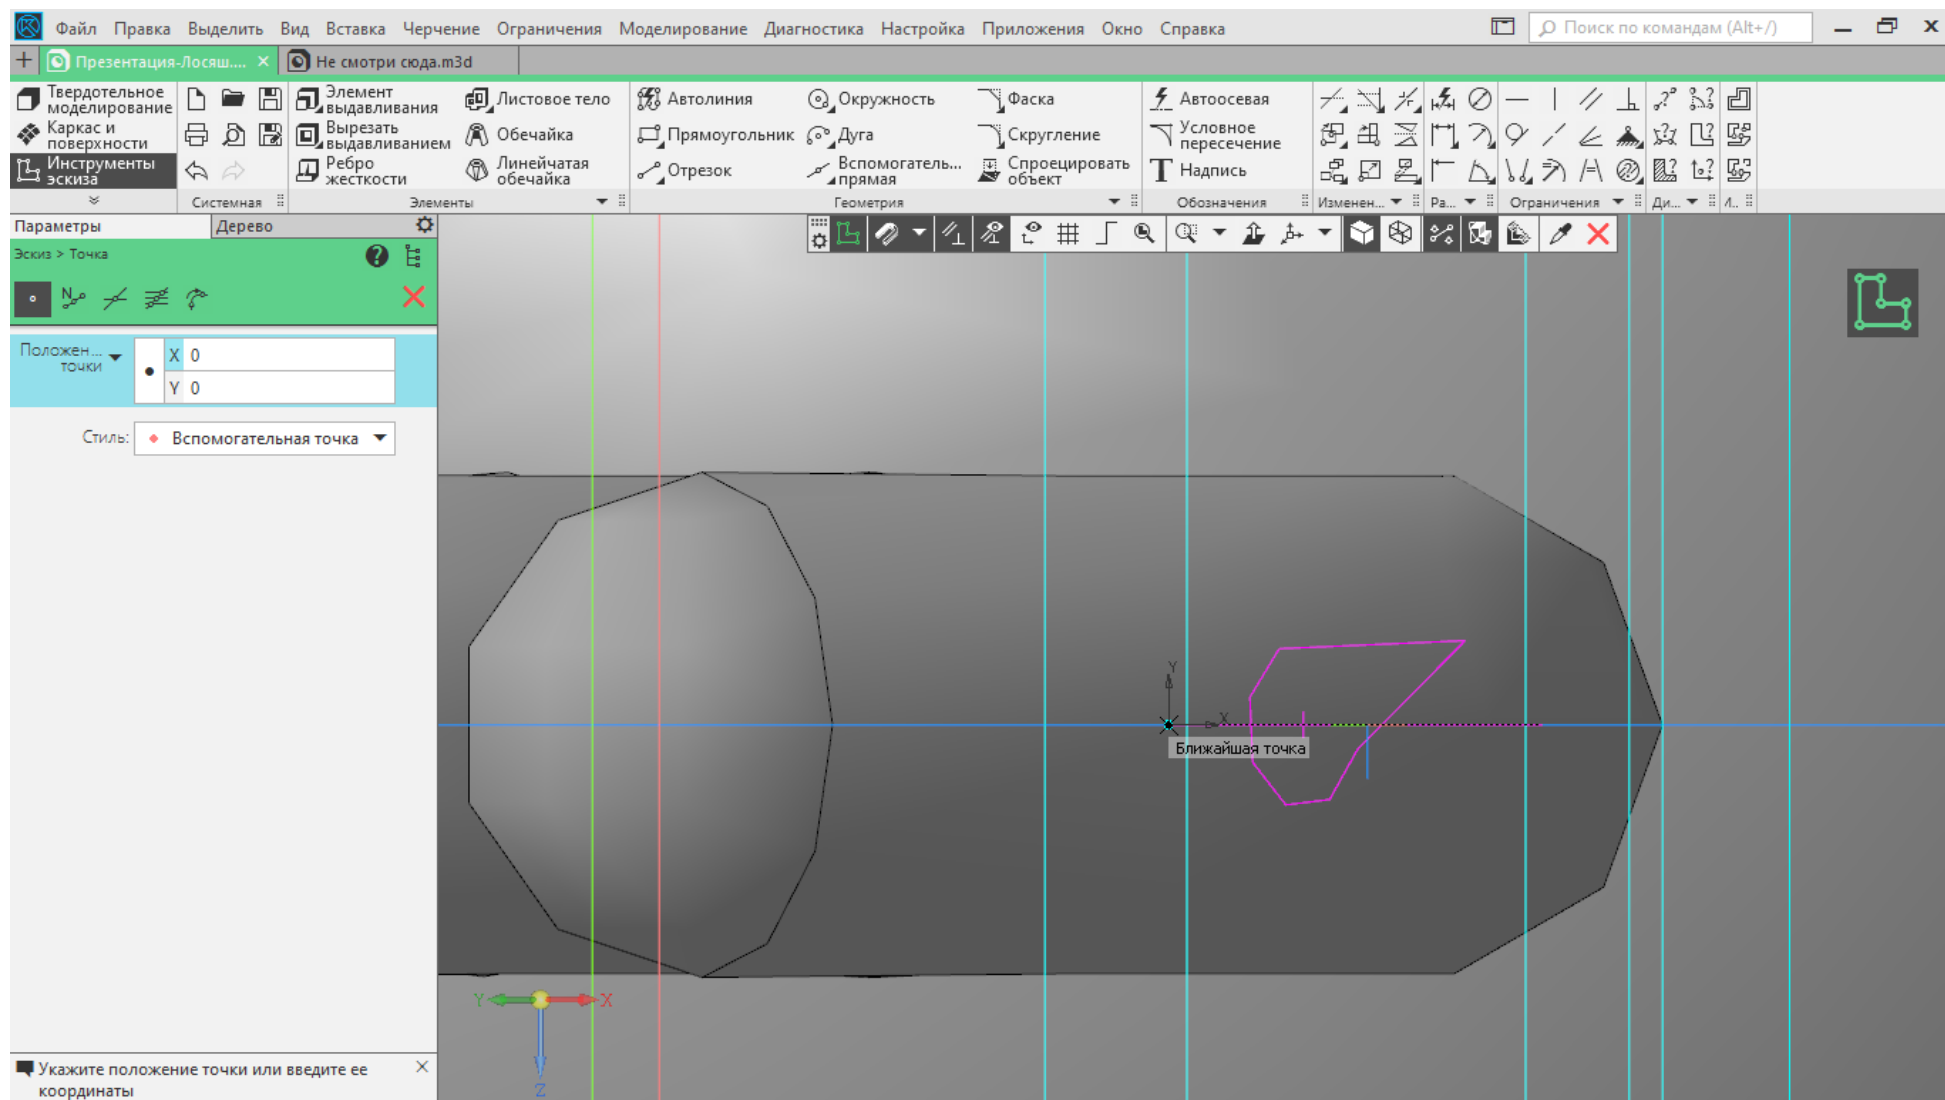 Файл Правка Выделить Вид Вставка Черчение Ограничения Моделирование Диагностика Настройка Приложения Окно Справка
Поиск по командам (Alt+/)
Презентация-Лосяш....
Не смотри сюда.m3d
Твердотельное моделирование
Каркас и поверхности
Инструменты эскиза
Системная
Элемент выдавливания
Вырезать выдавливанием
Ребро жесткости
Листовое тело
Обечайка
Линейчатая обечайка
Элементы
Автолиния
Прямоугольник
Отрезок
Окружность
Дуга
Вспомогатель... прямая
Фаска
Скругление
Спроецировать объект
Геометрия
Автоосевая
Условное пересечение
Надпись
Обозначения
Изменен...
Ра...
Ограничения
Ди...
И..
Параметры
Дерево
Эскиз > Точка
Положен... точки
X 0
Y 0
Стиль:
Вспомогательная точка
Y
X
Ближайшая точка
Y
X
Z
Укажите положение точки или введите ее
координаты